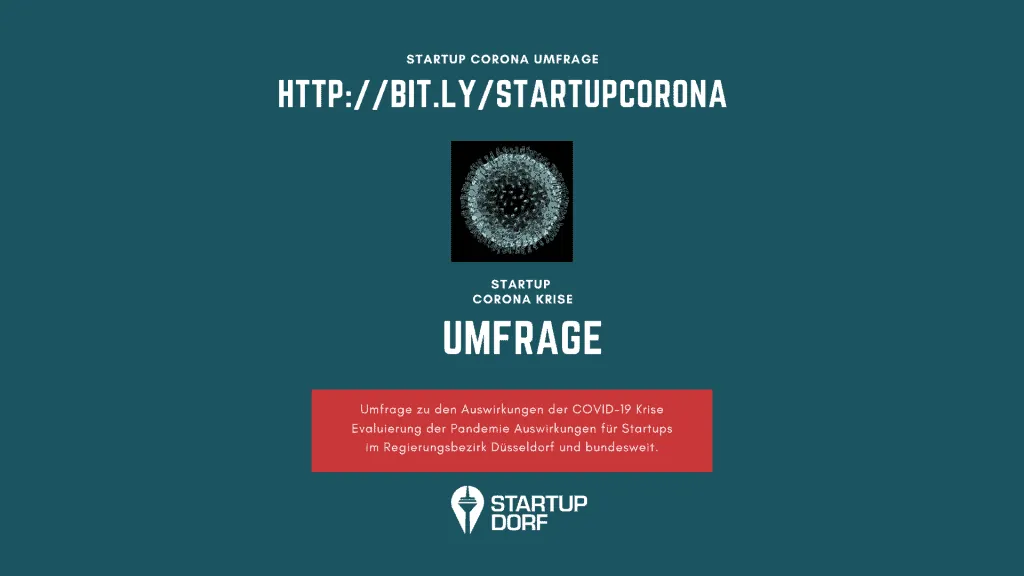 STARTUP CORONA UMFRAGE
HTTP://BIT.LY/STARTUPCORONA
STARTUP
CORONA KRISE
UMFRAGE
Umfrage zu den Auswirkungen der COVID-19 Krise
Evaluierung der Pandemie Auswirkungen für Startups
im Regierungsbezirk Düsseldorf und bundesweit.
STARTUP
DORF